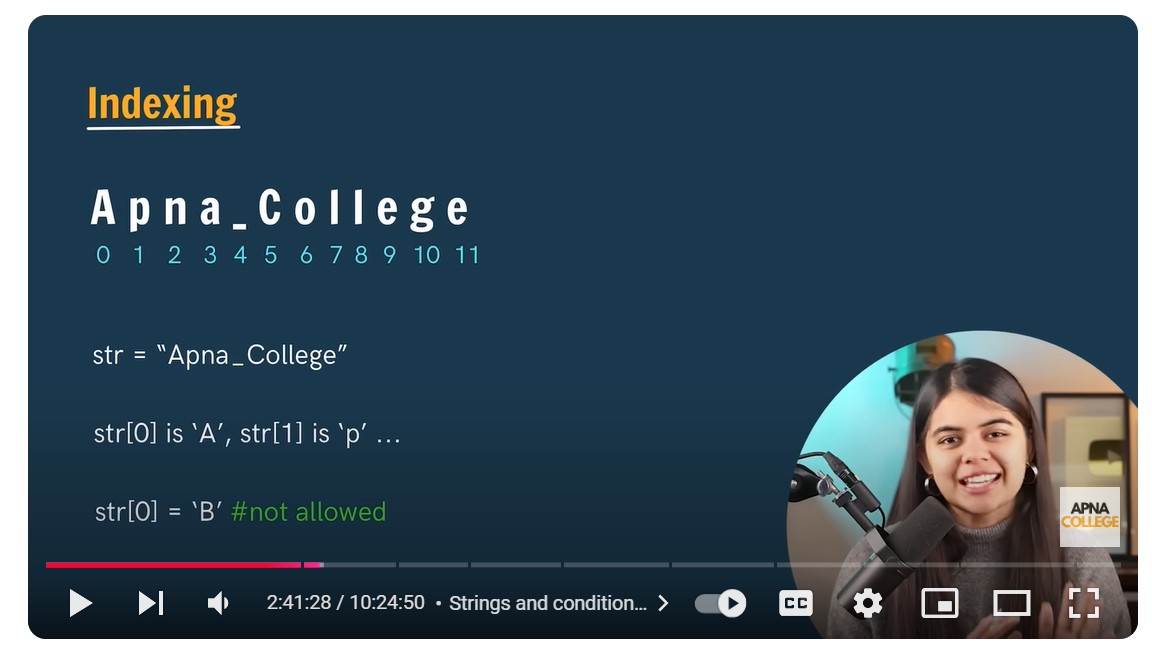 Indexing
Apna_College
0 1 2 3 4 5 6 7 8 9 10 11
str = “Apna_College”
str[0] is ‘A’, str[1] is ‘p’ ...
str[0] = ‘B’ #not allowed
APNA
COLLEGE
2:41:28 / 10:24:50 • Strings and condition...
CC